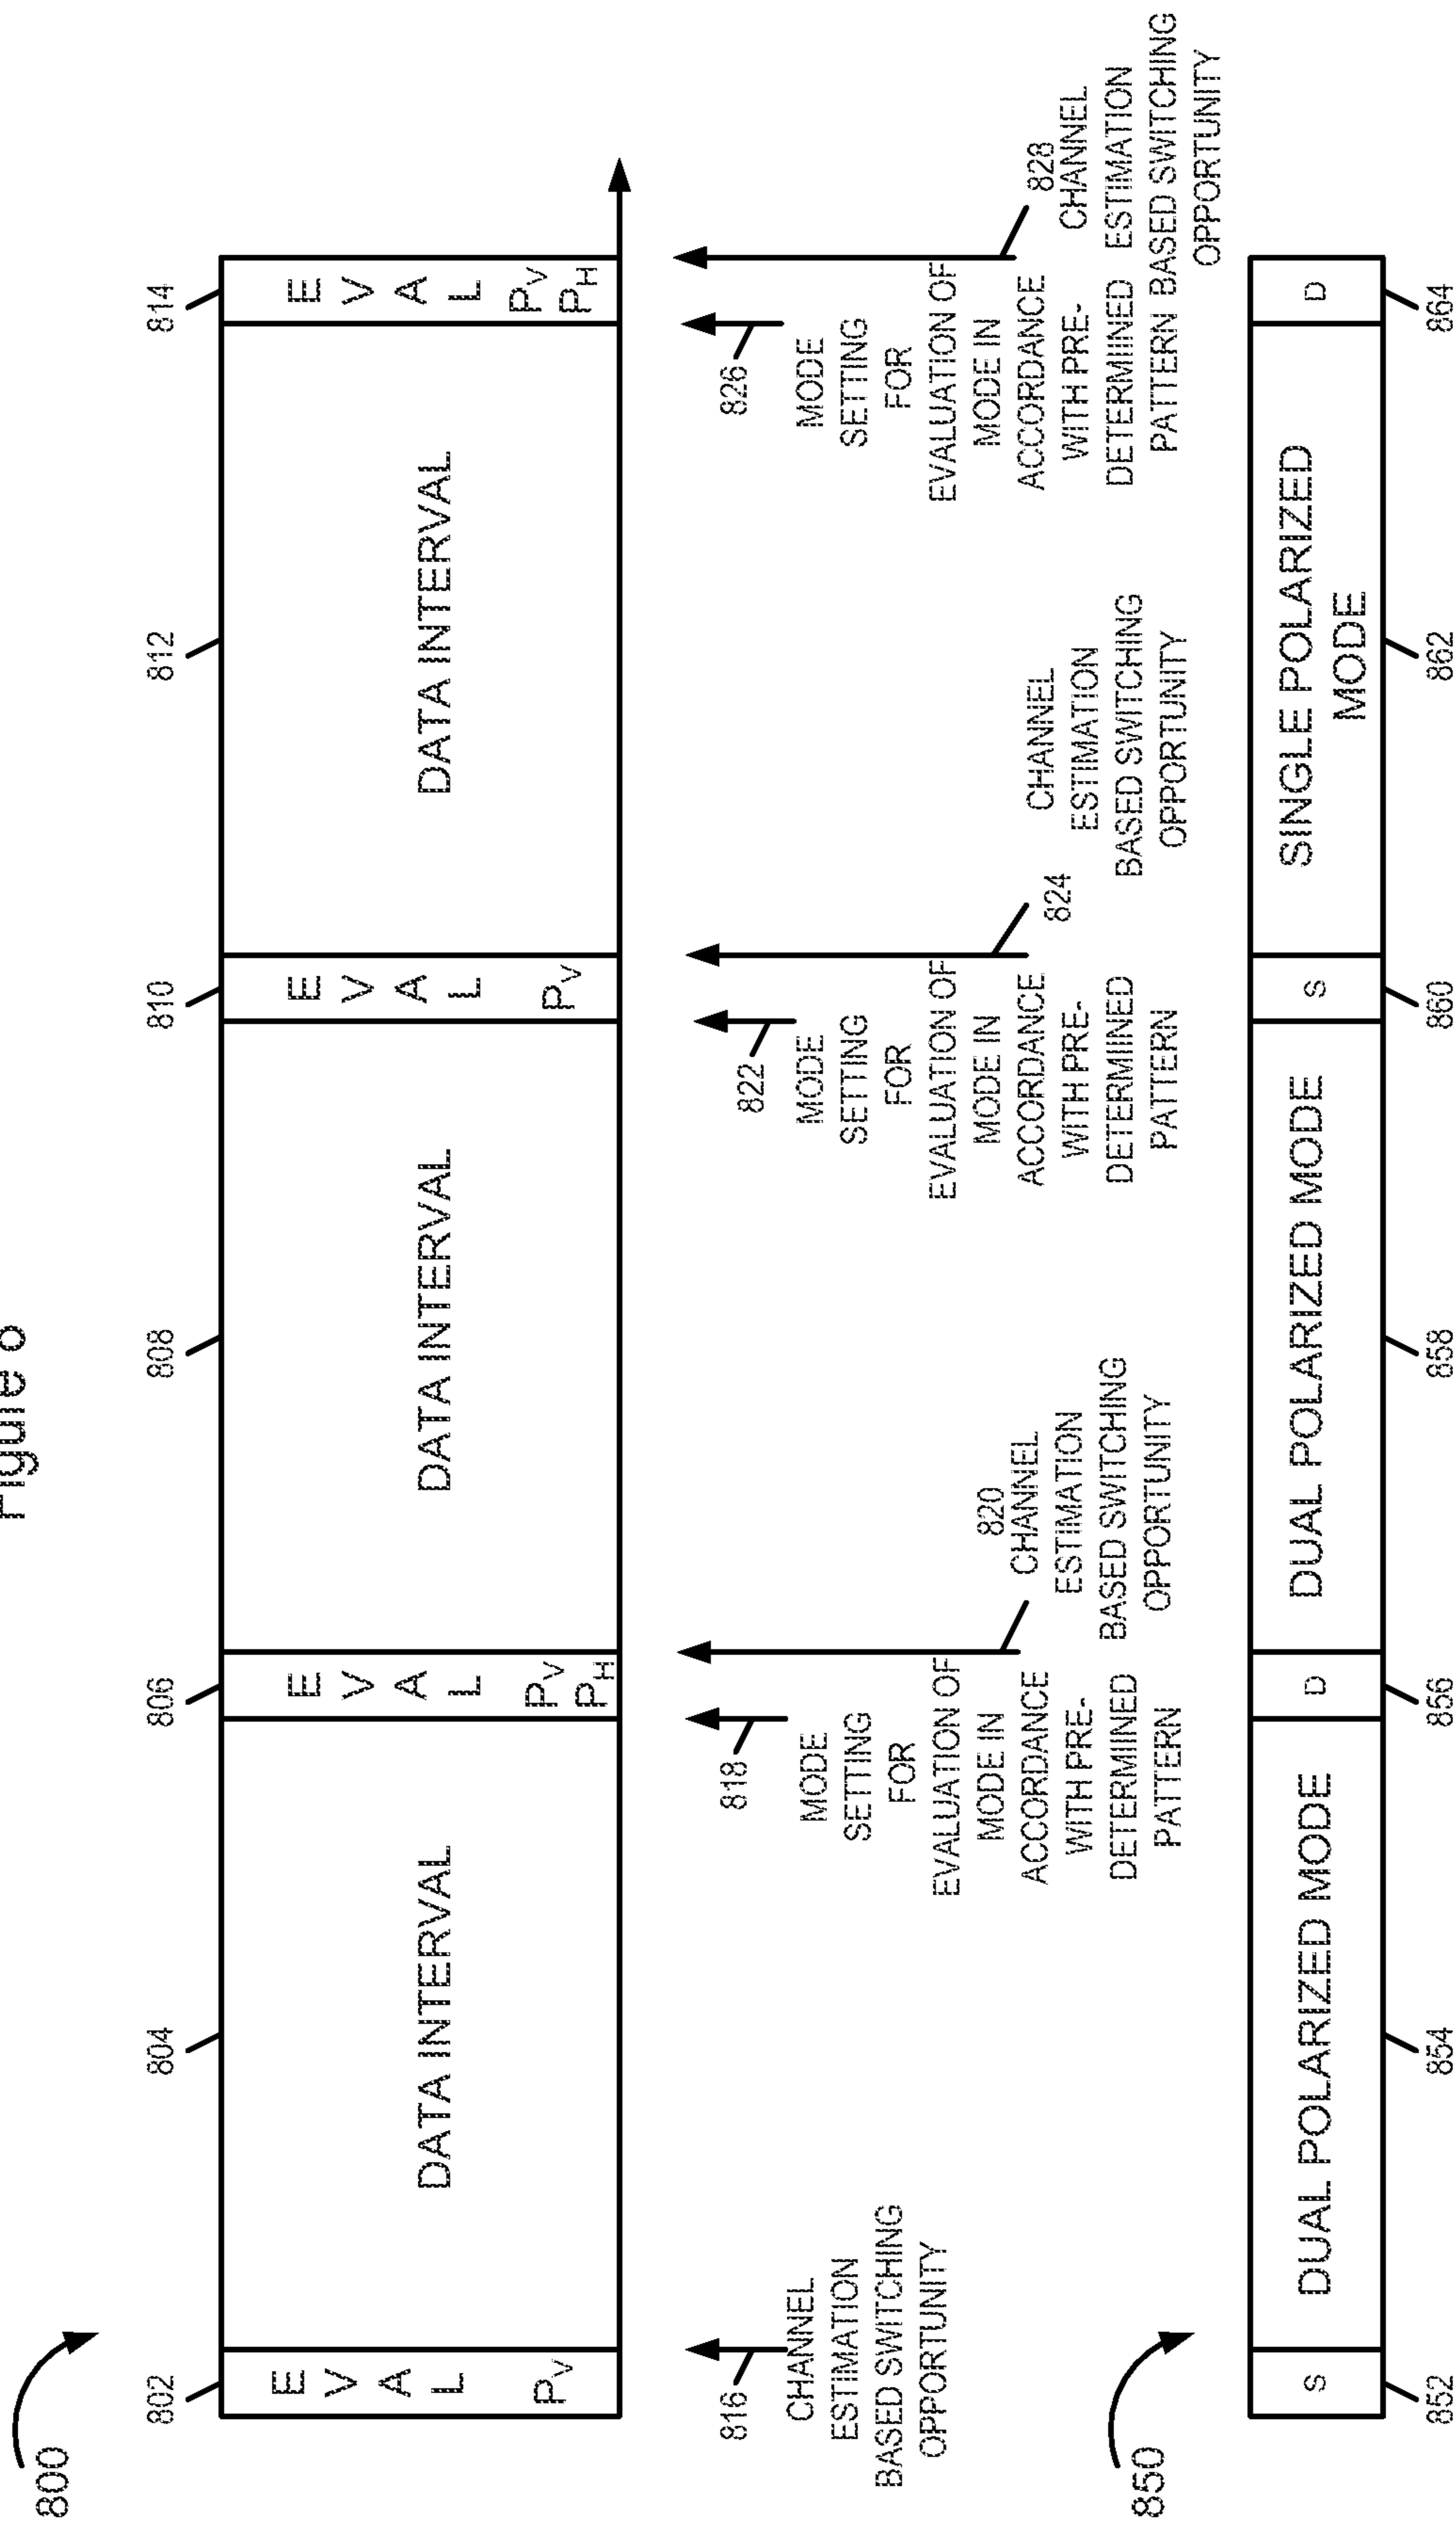 Figure 8
800
802
804
806
808
810
812
814
EVAL
PV
DATA INTERVAL
EVAL
PV
PH
DATA INTERVAL
EVAL
PV
DATA INTERVAL
EVAL
PV
PH
816
CHANNEL
ESTIMATION
BASED SWITCHING
OPPORTUNITY
818
MODE
SETTING
FOR
EVALUATION OF
MODE IN
ACCORDANCE
WITH PRE-
DETERMIINED
PATTERN
820
CHANNEL
ESTIMATION
BASED SWITCHING
OPPORTUNITY
822
MODE
SETTING
FOR
EVALUATION OF
MODE IN
ACCORDANCE
WITH PRE-
DETERMIINED
PATTERN
824
CHANNEL
ESTIMATION
BASED SWITCHING
OPPORTUNITY
826
MODE
SETTING
FOR
EVALUATION OF
MODE IN
ACCORDANCE
WITH PRE-
DETERMIINED
PATTERN
828
CHANNEL
ESTIMATION
BASED SWITCHING
OPPORTUNITY
850
S
DUAL POLARIZED MODE
D
DUAL POLARIZED MODE
S
SINGLE POLARIZED
MODE
D
852
854
856
858
860
862
864